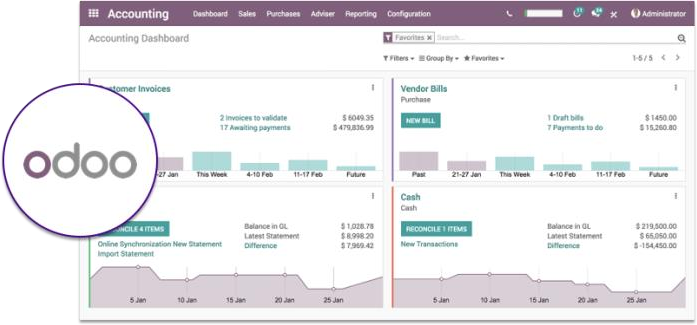 Accounting
Dashboard
Sales
Purchases
Adviser
Reporting
Configuration
11
Administrator
Accounting Dashboard
Favorites ×
Search...
Filters
Group By
Favorites
1-5 / 5
Customer Invoices
2 Invoices to validate $ 6049.35
17 Awaiting payments $ 479,836.99
21-27 Jan
This Week
4-10 Feb
11-17 Feb
Future
Vendor Bills
Purchase
NEW BILL
1 Draft bills $ 1450.00
7 Payments to do $ 15,260.80
Past
21-27 Jan
This Week
4-10 Feb
11-17 Feb
Future
odoo
RECONCILE 4 ITEMS
Online Synchronization New Statement
Import Statement
Balance in GL $ 1,028.78
Latest Statement $ 8,998.20
Difference $ 7,969.42
5 Jan
10 Jan
15 Jan
20 Jan
25 Jan
Cash
Cash
RECONCILE 1 ITEMS
New Transactions
Balance in GL $ 219,500.00
Latest Statement $ 65,050.00
Difference $ -154,450.00
5 Jan
10 Jan
15 Jan
20 Jan
25 Jan